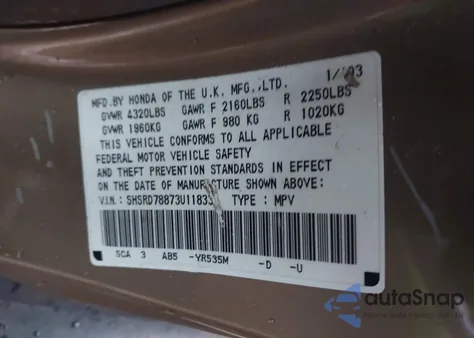 MFD.BY HONDA OF THE U.K. MFG.,LTD. 1/03
GVWR 4320LBS GAWR F 2160LBS R 2250LBS
GVWR 1960KG GAWR F 980 KG R 1020KG
THIS VEHICLE CONFORMS TO ALL APPLICABLE
FEDERAL MOTOR VEHICLE SAFETY
AND THEFT PREVENTION STANDARDS IN EFFECT
ON THE DATE OF MANUFACTURE SHOWN ABOVE:
V.I.N.: TYPE : MPV
SCA 3 AB5 -YR535M -D -U
autoSnap